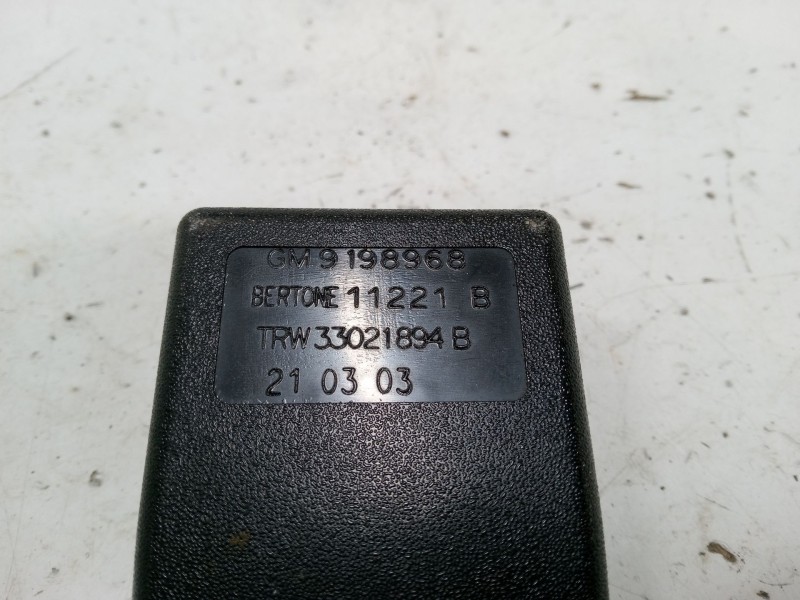 GM 9198968
BERTONE 11221 B
TRW 33021894 B
21 03 03